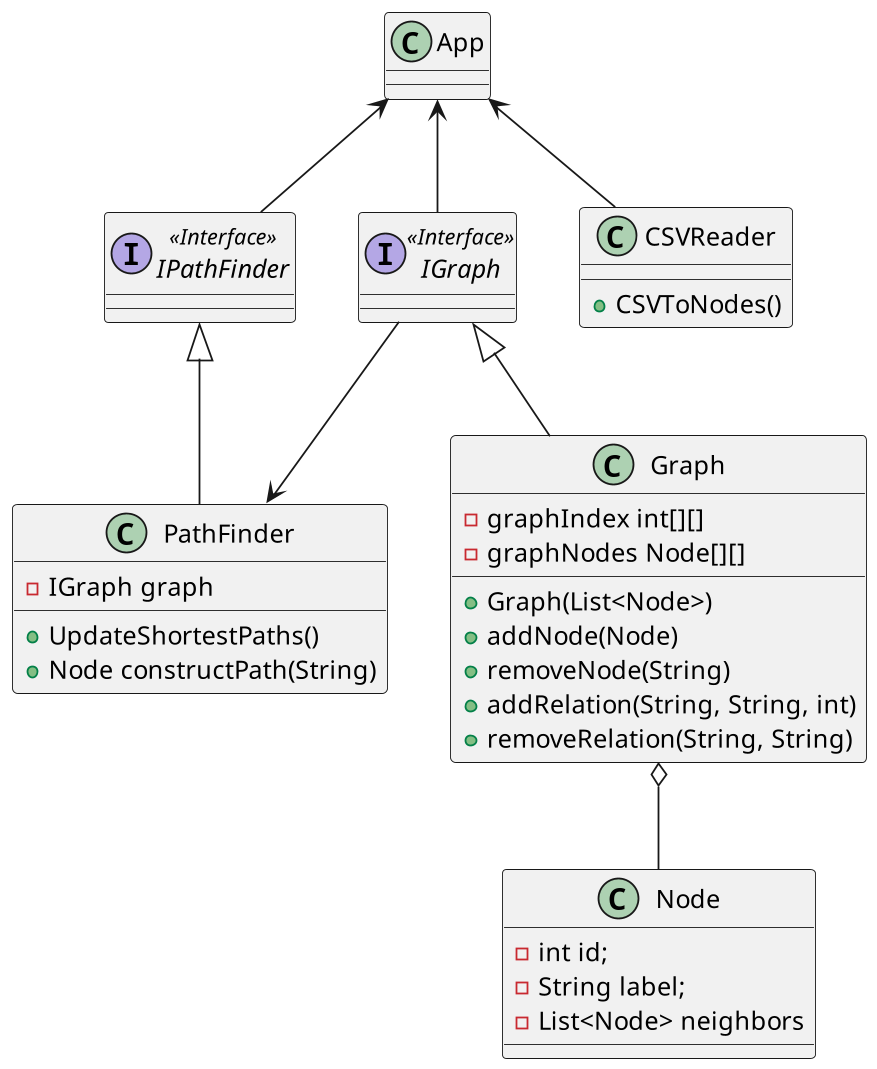 C App
I «Interface»
IPathFinder
I «Interface»
IGraph
C CSVReader
CSVToNodes()
C PathFinder
IGraph graph
UpdateShortestPaths()
Node constructPath(String)
C Graph
graphIndex int[][]
graphNodes Node[][]
Graph(List<Node>)
addNode(Node)
removeNode(String)
addRelation(String, String, int)
removeRelation(String, String)
C Node
int id;
String label;
List<Node> neighbors